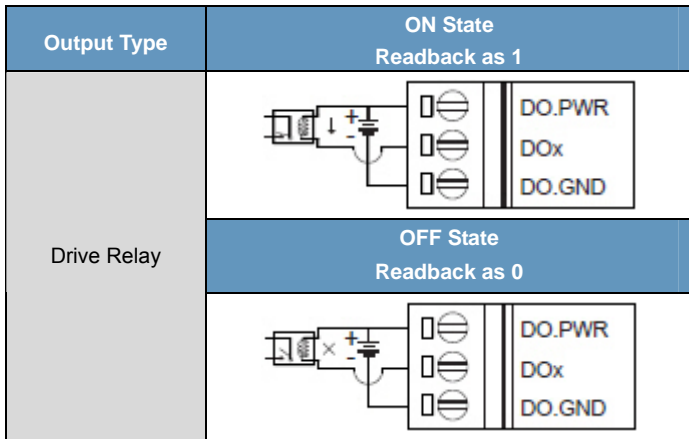 Output Type
ON State
Readback as 1
Drive Relay
+
-
DO.PWR
DOx
DO.GND
OFF State
Readback as 0
+
-
DO.PWR
DOx
DO.GND